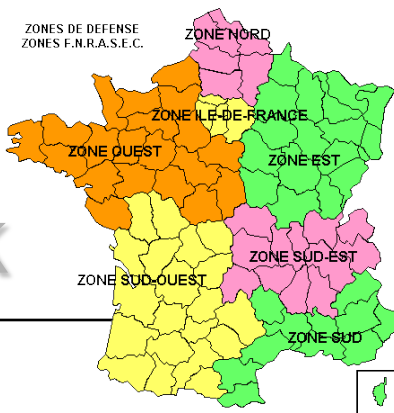 ZONES DE DEFENSE
ZONES F.N.R.A.S.E.C.
ZONE NORD
ZONE ILE-DE-FRANCE
ZONE OUEST
ZONE EST
ZONE SUD-EST
ZONE SUD-OUEST
ZONE SUD